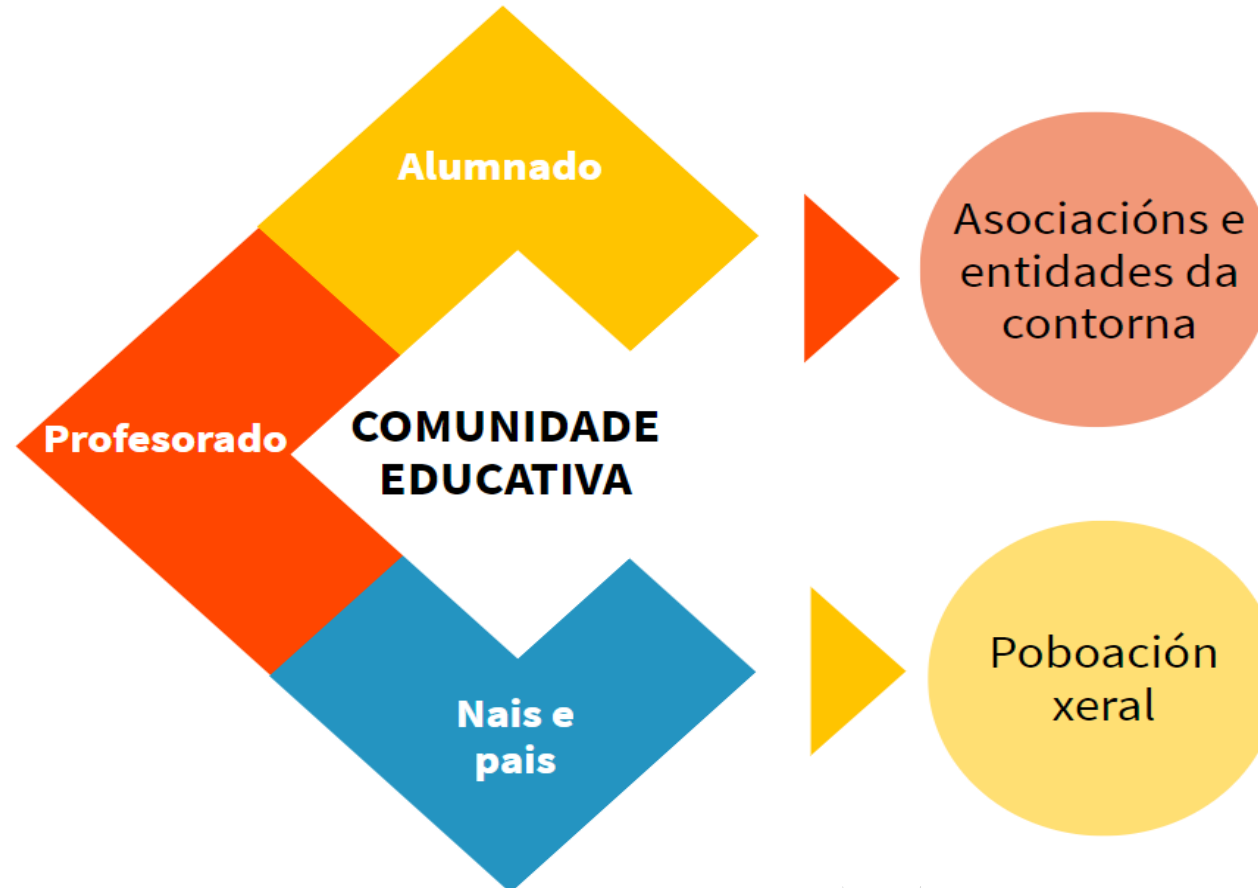 Alumnado
Profesorado
COMUNIDADE
EDUCATIVA
Nais e
pais
Asociacións e
entidades da
contorna
Poboación
xeral